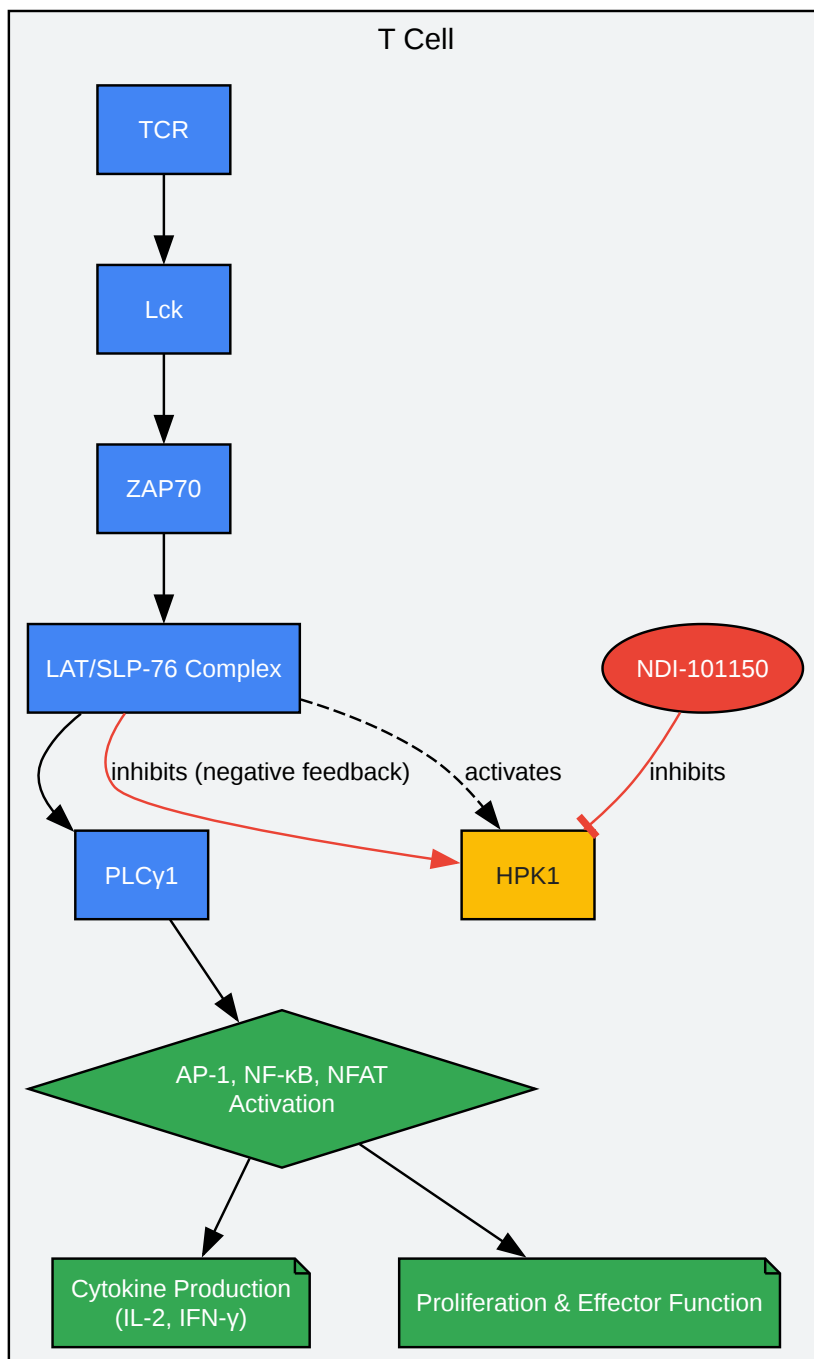 T Cell
TCR
Lck
ZAP70
LAT/SLP-76 Complex
NDI-101150
inhibits (negative feedback)
activates
inhibits
PLCγ1
HPK1
AP-1, NF-κB, NFAT
Activation
Cytokine Production
(IL-2, IFN-γ)
Proliferation & Effector Function